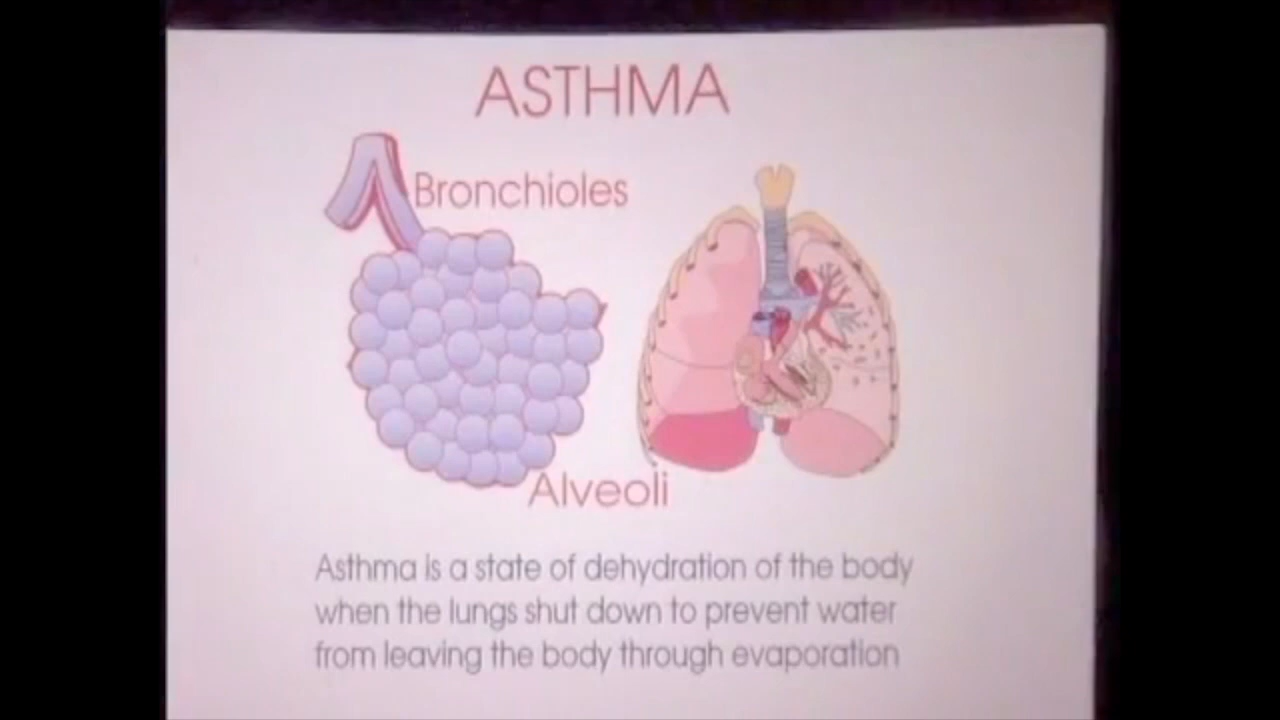 ASTHMA
Bronchioles
Alveoli
Asthma is a state of dehydration of the body
when the lungs shut down to prevent water
from leaving the body through evaporation